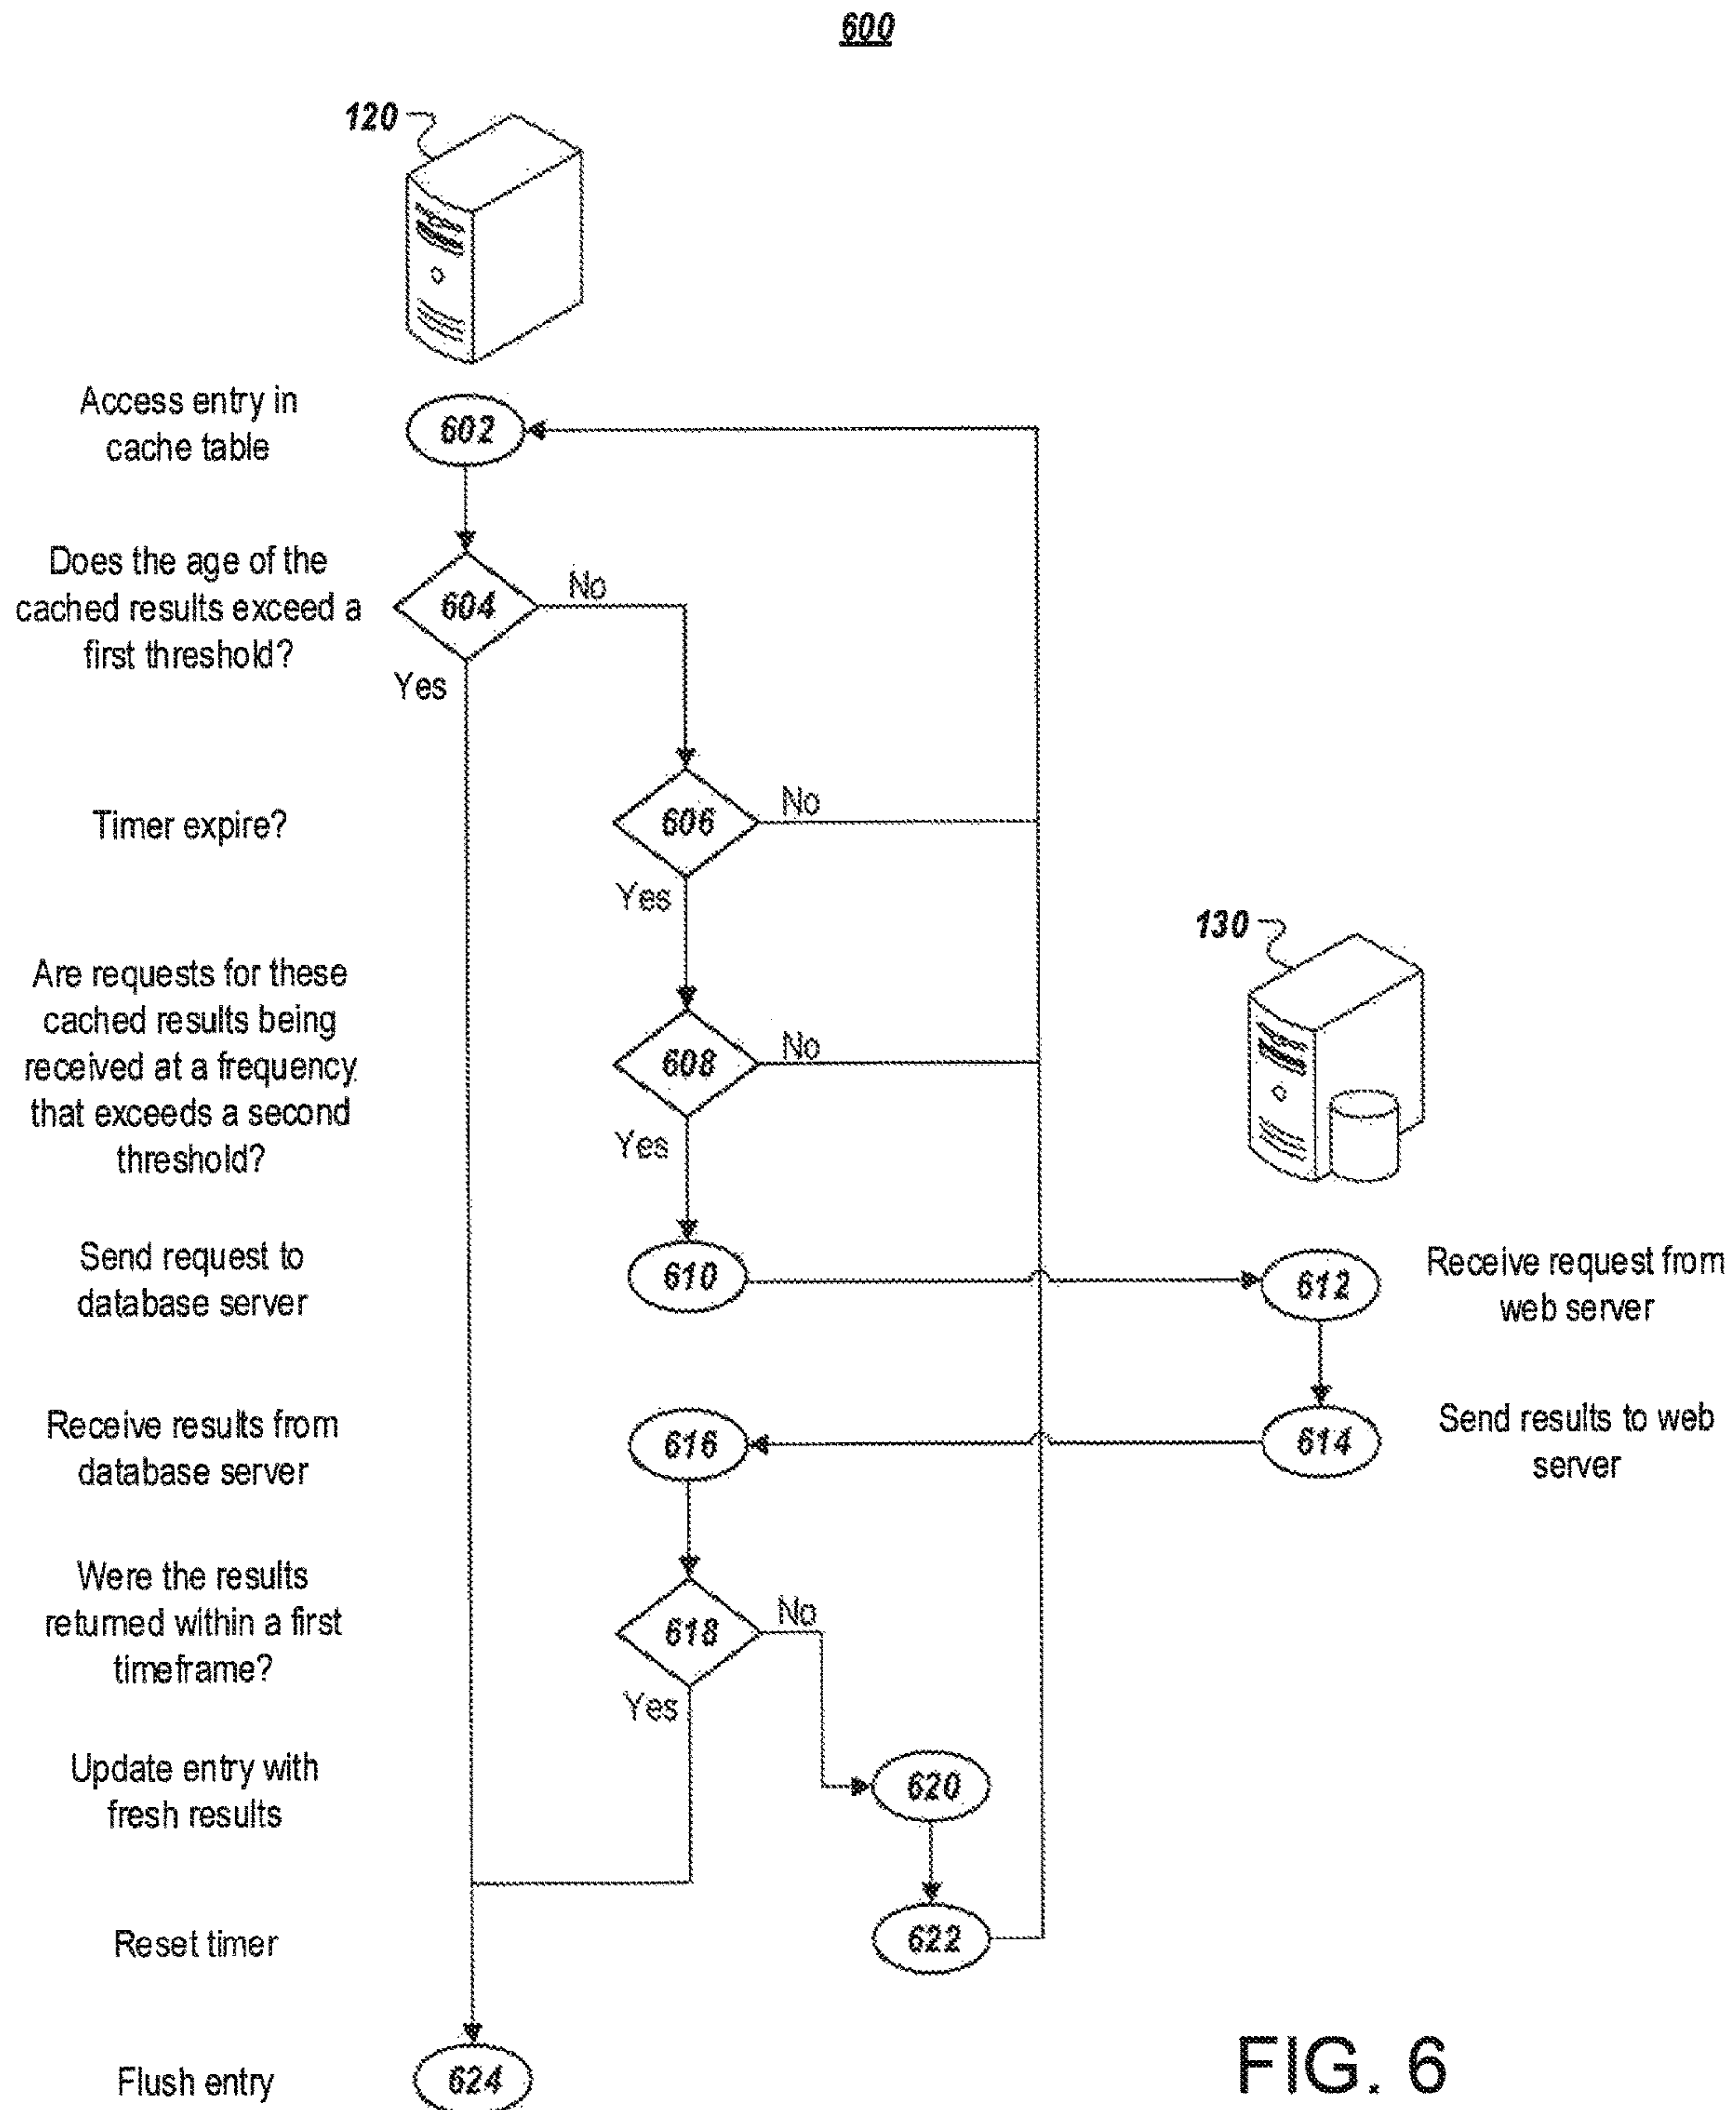 600
120
Access entry in
cache table
602
Does the age of the
cached results exceed a
first threshold?
604
No
Yes
Timer expire?
606
No
Yes
130
Are requests for these
cached results being
received at a frequency
that exceeds a second
threshold?
608
No
Yes
Send request to
database server
610
612
Receive request from
web server
Receive results from
database server
616
614
Send results to web
server
Were the results
returned within a first
timeframe?
618
No
Yes
Update entry with
fresh results
620
Reset timer
622
Flush entry
624
FIG. 6